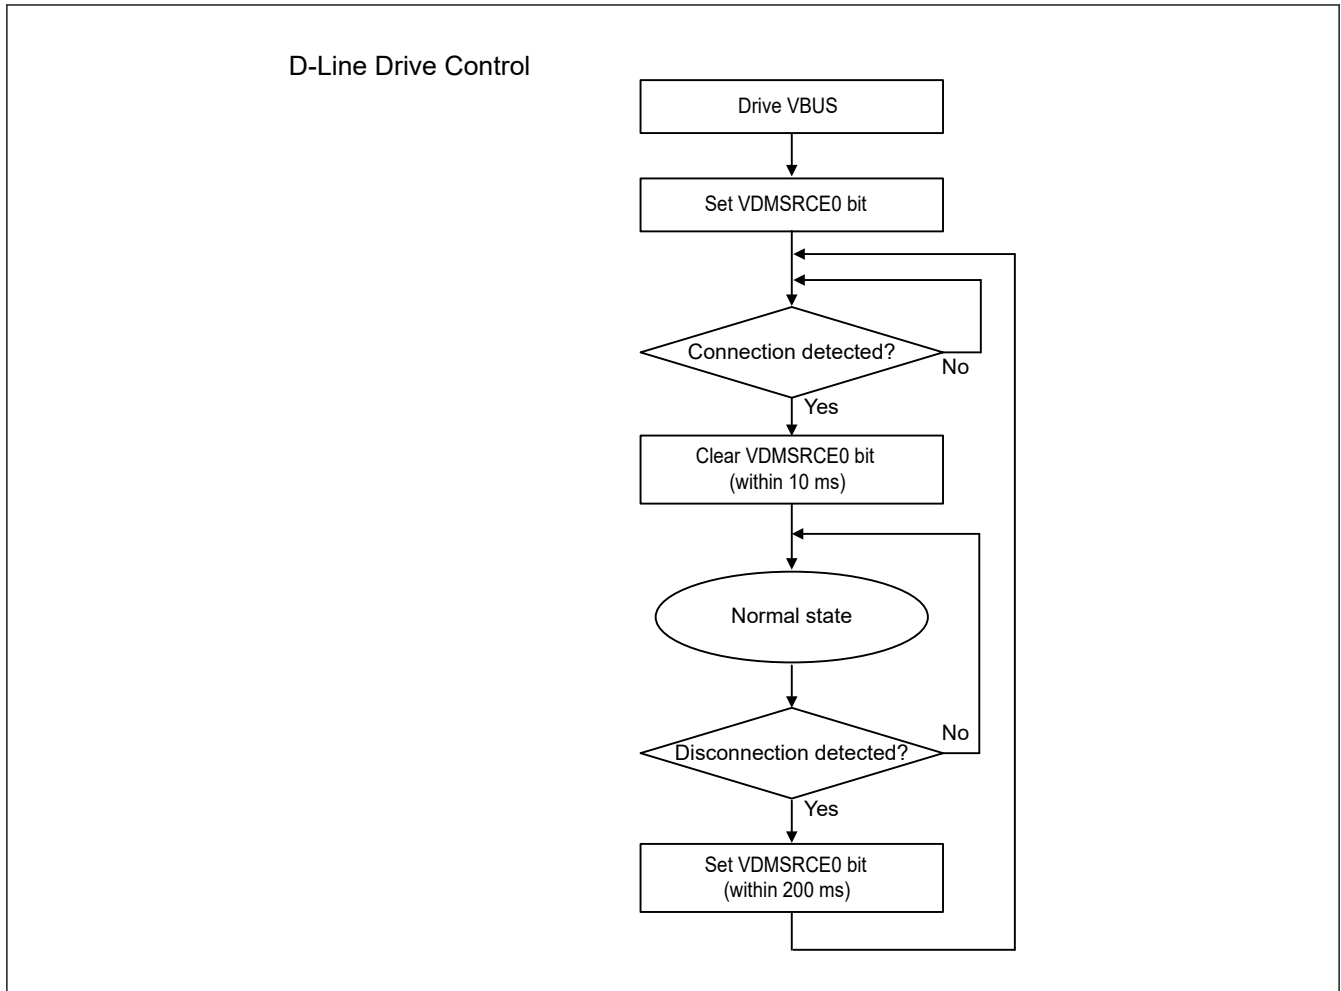 D-Line Drive Control
Drive VBUS
Set VDMSRCE0 bit
Connection detected?
No
Yes
Clear VDMSRCE0 bit
(within 10 ms)
Normal state
No
Disconnection detected?
Yes
Set VDMSRCE0 bit
(within 200 ms)